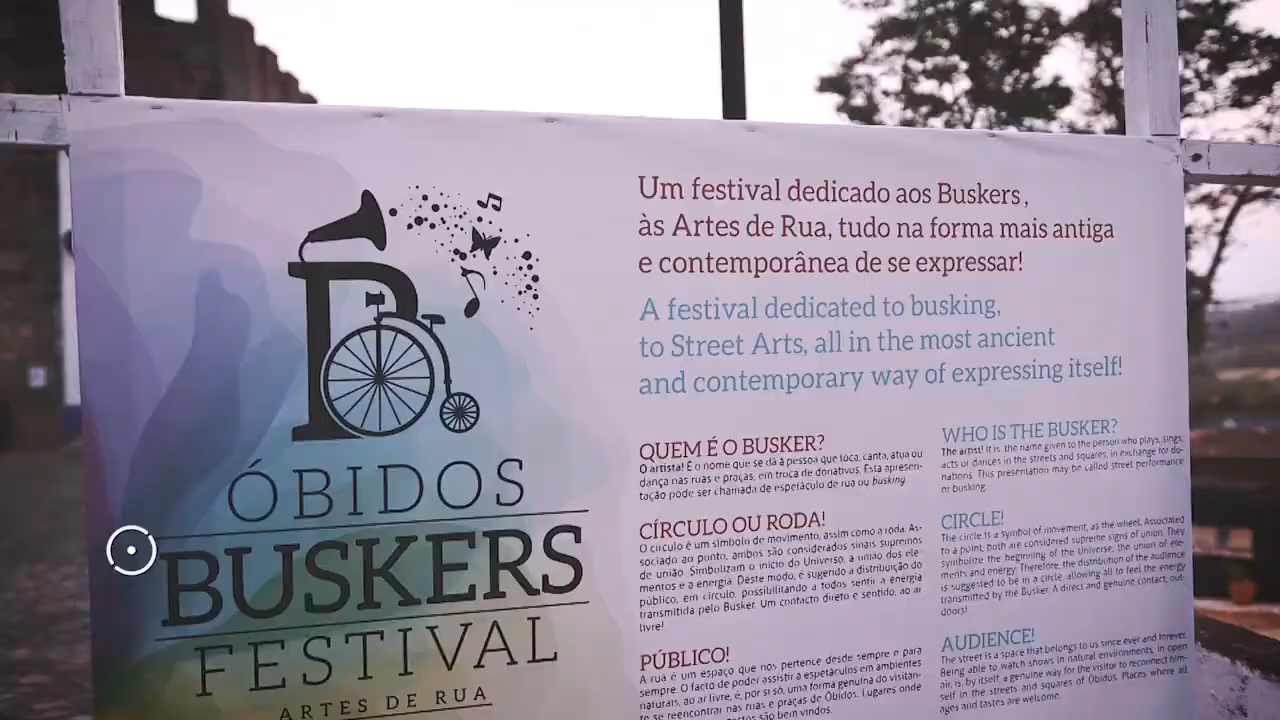 ÓBIDOS
BUSKERS
FESTIVAL
ARTES DE RUA
Um festival dedicado aos Buskers,
às Artes de Rua, tudo na forma mais antiga
e contemporânea de se expressar!
A festival dedicated to busking,
to Street Arts, all in the most ancient
and contemporary way of expressing itself!
QUEM É O BUSKER?
O artista! É o nome que se dá à pessoa que toca, canta, atua ou
dança nas ruas e praças, em troca de donativos. Esta apresen-
tação pode ser chamada de espetáculo de rua ou busking.
CÍRCULO OU RODA!
O círculo é um símbolo de movimento, assim como a roda. As-
sociado ao ponto, ambos são considerados sinais supremos
de união. Simbolizam o início do Universo, a união dos ele-
mentos e a energia. Deste modo, é sugerido a distribuição do
público, em círculo, possibilitando a todos sentir a energia
transmitida pelo Busker. Um contacto direto e sentido, ao ar
livre!
PÚBLICO!
A rua é um espaço que nos pertence desde sempre e para
sempre. O facto de poder assistir a espetáculos em ambientes
naturais, ao ar livre, é, por si só, uma forma genuína do visitan-
te se reencontrar nas ruas e praças de Óbidos. Lugares onde
são bem vindos.
WHO IS THE BUSKER?
The artist! It is the name given to the person who plays, sings,
acts or dances in the streets and squares, in exchange for do-
nations. This presentation may be called street performance
or busking.
CIRCLE!
The circle is a symbol of movement, as the wheel. Associated
to a point, both are considered supreme signs of union. They
symbolize the beginning of the Universe, the union of ele-
ments and energy. Therefore, the distribution of the audience
is suggested to be in a circle, allowing all to feel the energy
transmitted by the Busker. A direct and genuine contact, out-
doors!
AUDIENCE!
The street is a space that belongs to us since ever and forever.
Being able to watch shows in natural environments, in open
air, is, by itself, a genuine way for the visitor to reconnect him-
self in the streets and squares of Óbidos. Places where all
ages and tastes are welcome.